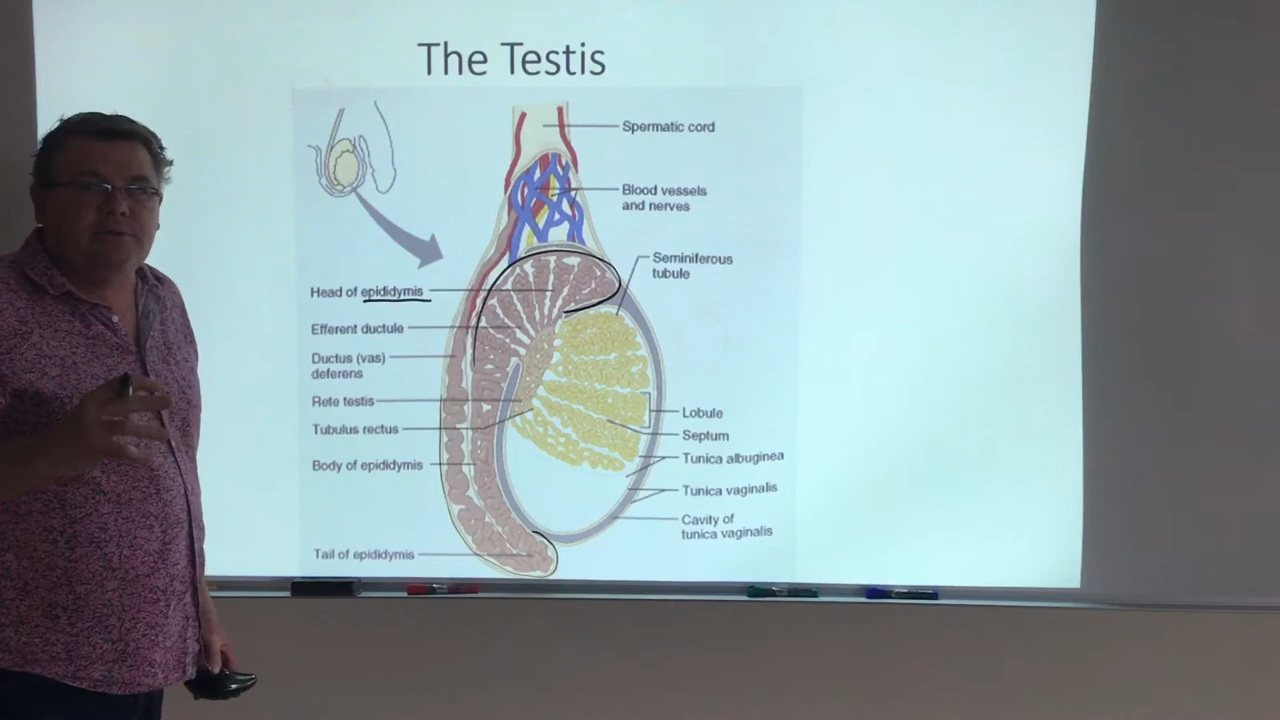 The Testis
Spermatic cord
Blood vessels
and nerves
Seminiferous
tubule
Head of epididymis
Efferent ductule
Ductus (vas)
deferens
Rete testis
Tubulus rectus
Body of epididymis
Tail of epididymis
Lobule
Septum
Tunica albuginea
Tunica vaginalis
Cavity of
tunica vaginalis